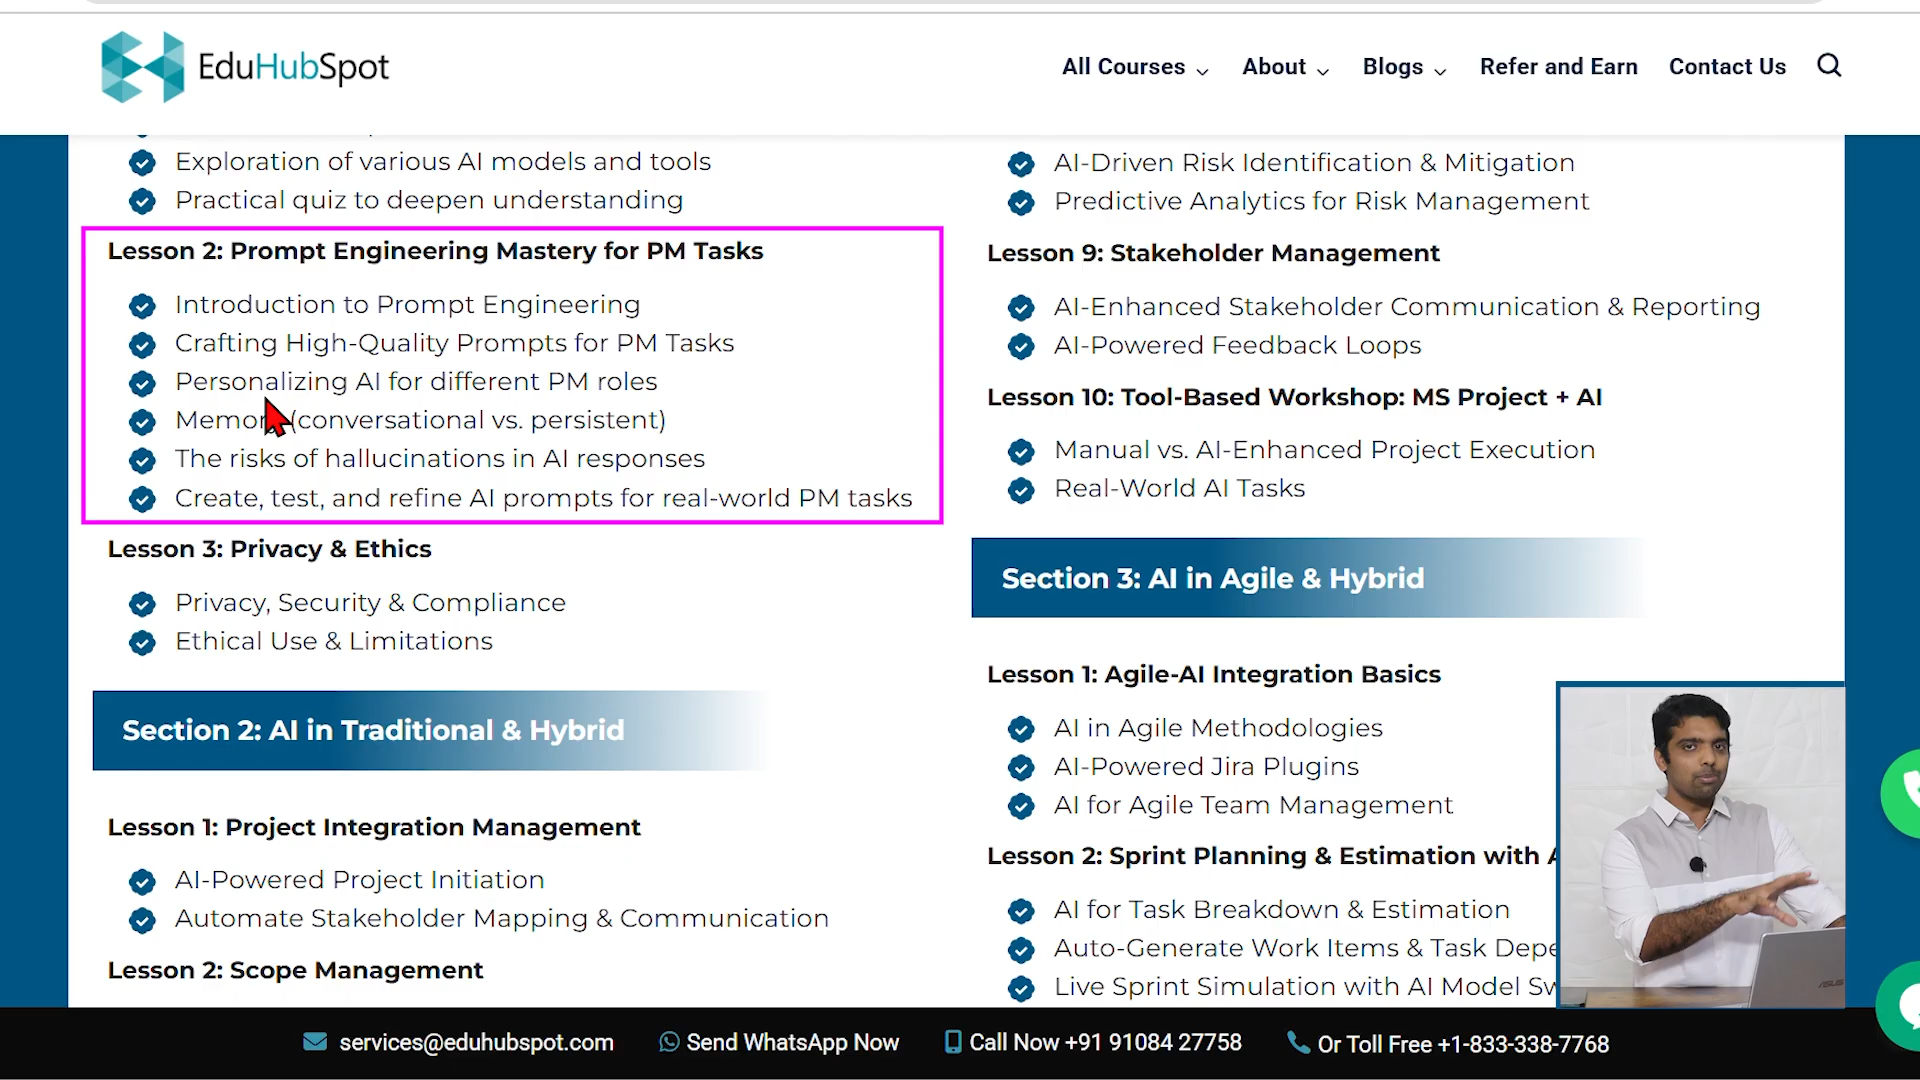 EduHubSpot
All Courses
About
Blogs
Refer and Earn
Contact Us
Exploration of various AI models and tools
Practical quiz to deepen understanding
Lesson 2: Prompt Engineering Mastery for PM Tasks
Introduction to Prompt Engineering
Crafting High-Quality Prompts for PM Tasks
Personalizing AI for different PM roles
(conversational vs. persistent)
The risks of hallucinations in AI responses
Create, test, and refine AI prompts for real-world PM tasks
Lesson 3: Privacy & Ethics
Privacy, Security & Compliance
Ethical Use & Limitations
Section 2: AI in Traditional & Hybrid
Lesson 1: Project Integration Management
AI-Powered Project Initiation
Automate Stakeholder Mapping & Communication
Lesson 2: Scope Management
AI-Driven Risk Identification & Mitigation
Predictive Analytics for Risk Management
Lesson 9: Stakeholder Management
AI-Enhanced Stakeholder Communication & Reporting
AI-Powered Feedback Loops
Lesson 10: Tool-Based Workshop: MS Project + AI
Manual vs. AI-Enhanced Project Execution
Real-World AI Tasks
Section 3: AI in Agile & Hybrid
Lesson 1: Agile-AI Integration Basics
AI in Agile Methodologies
AI-Powered Jira Plugins
AI for Agile Team Management
Lesson 2: Sprint Planning & Estimation with
AI for Task Breakdown & Estimation
Auto-Generate Work Items & Task
Live Sprint Simulation with AI Model
ASUS
services@eduhubspot.com
Send WhatsApp Now
Call Now +91 91084 27758
Or Toll Free +1-833-338-7768